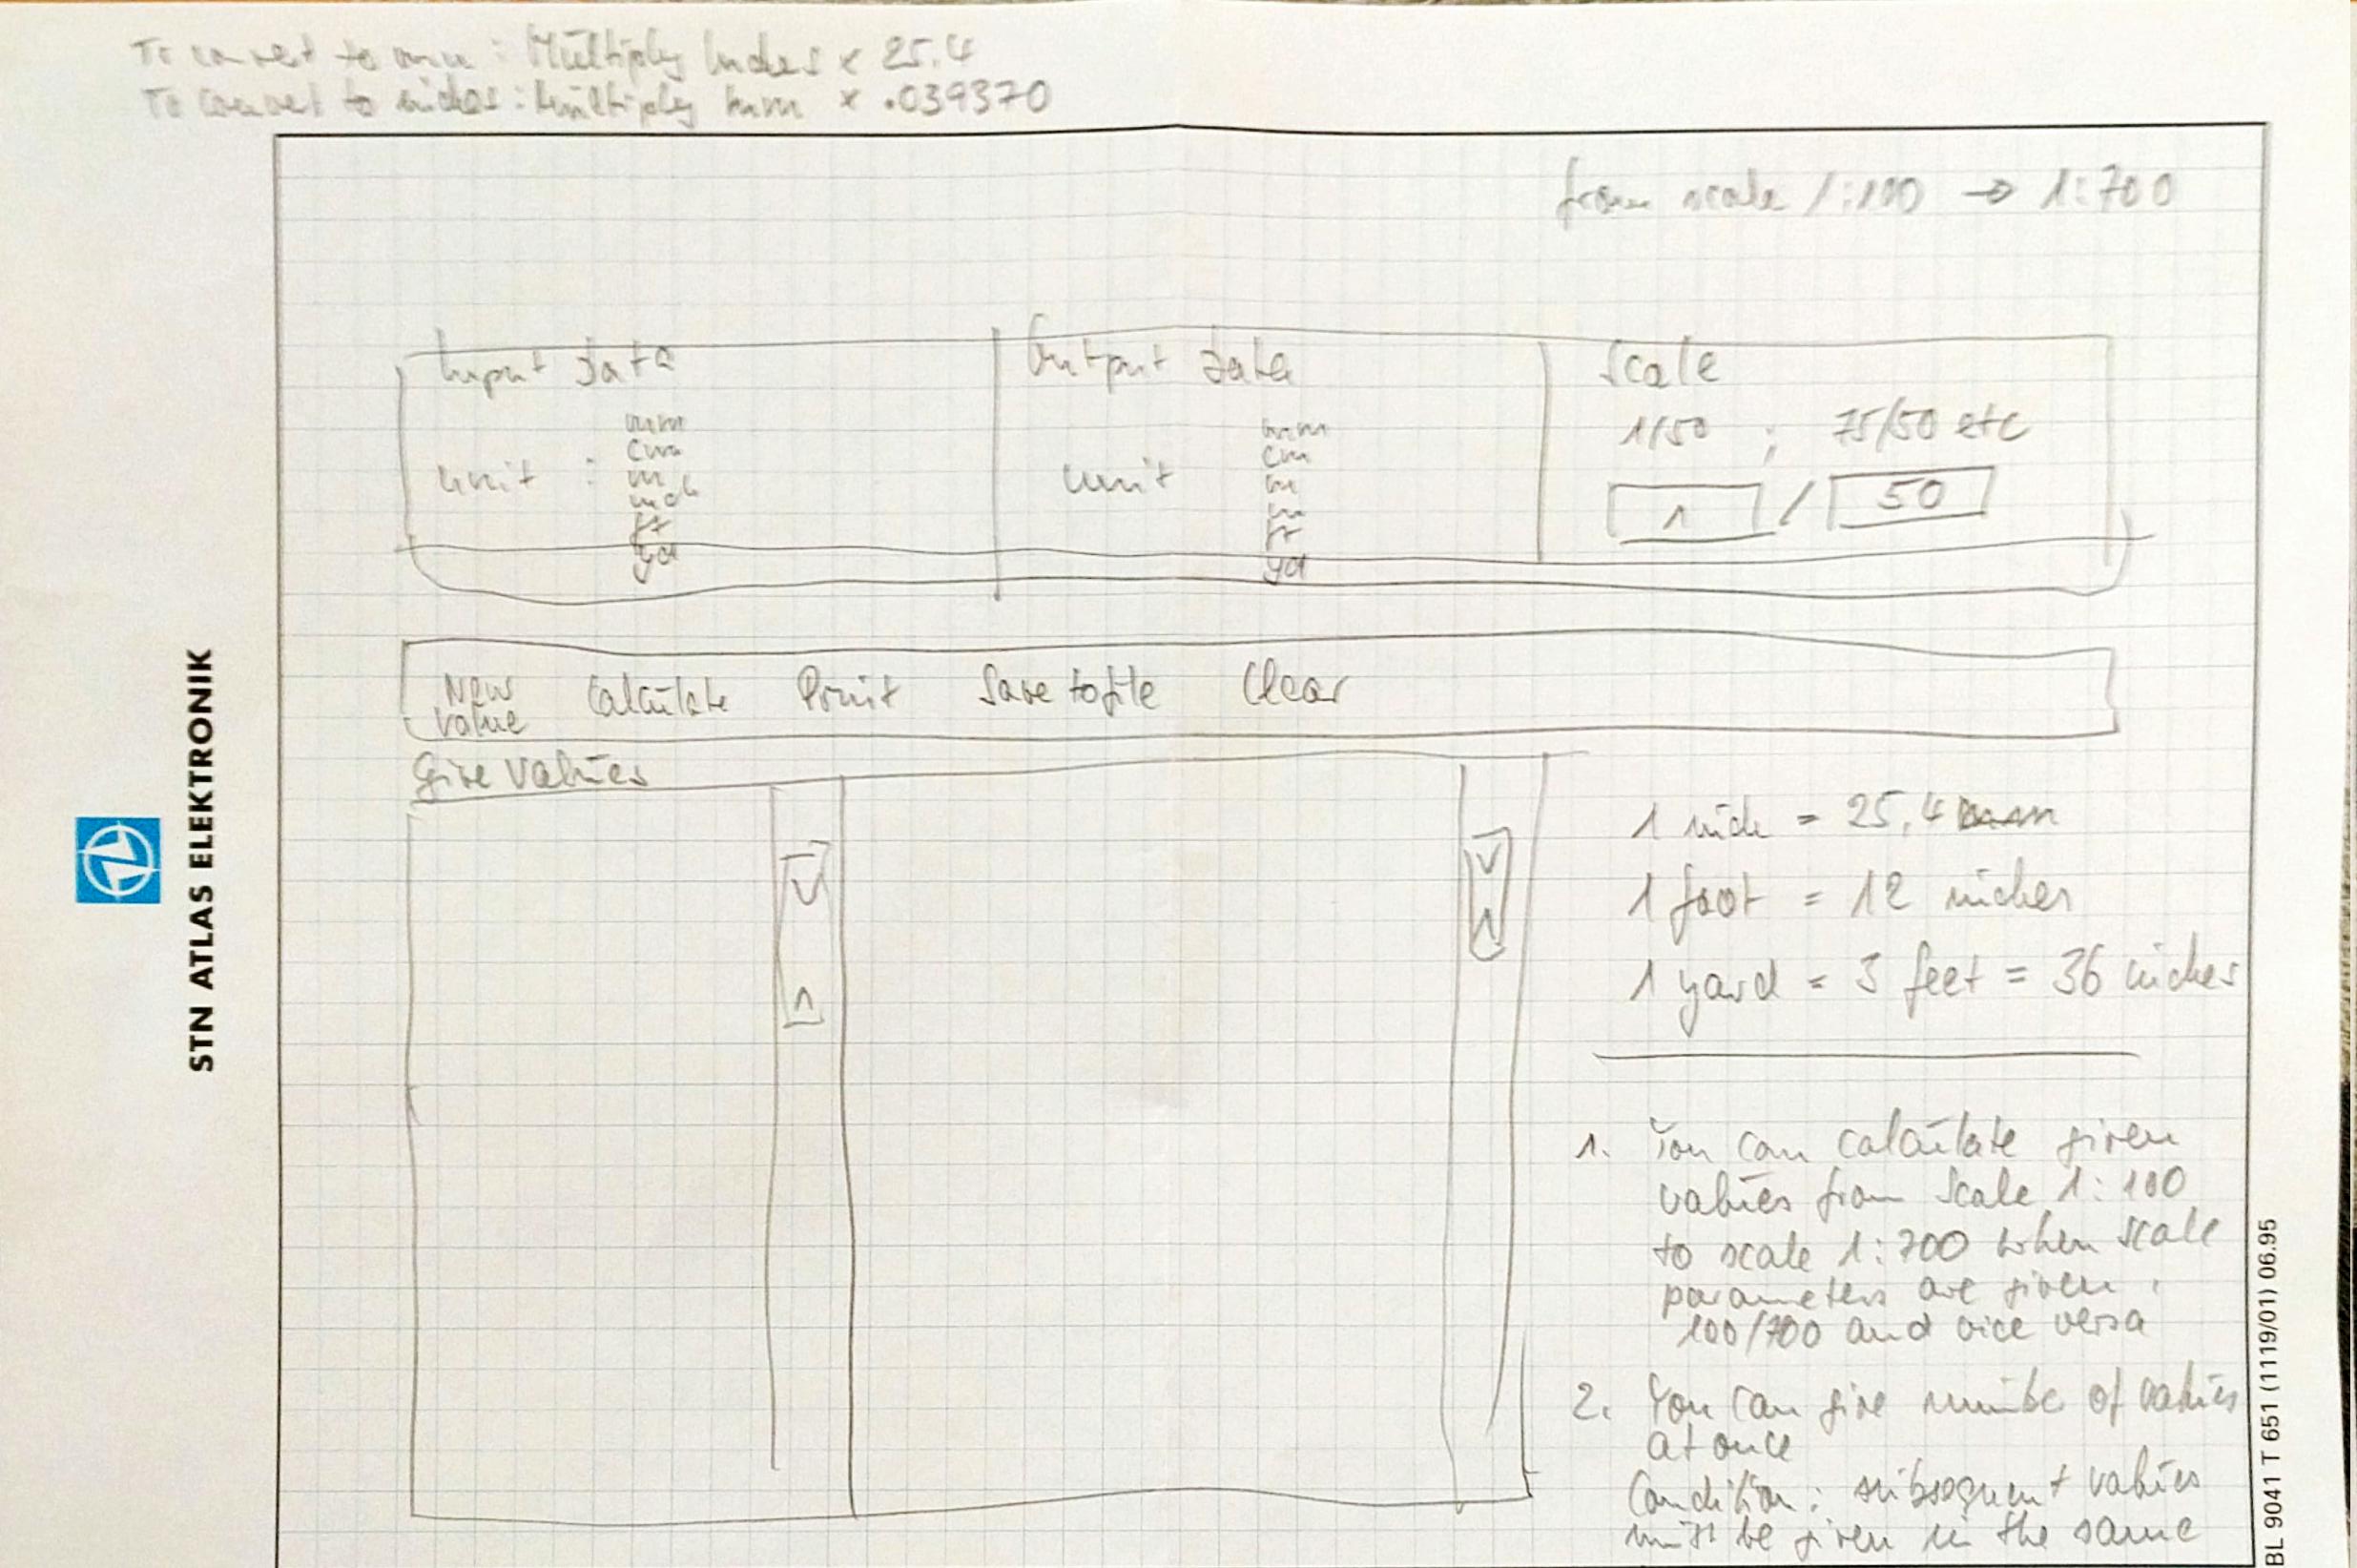 To convert to mm : Multiply Inches x 25.4
To convert to inches : Multiply mm x .039370
from scale 1:100 → 1:700
Input data
Output data
Scale
mm
cm
m
inch
ft
yd
unit :
mm
cm
m
in
ft
yd
unit
1/50 ; 75/50 etc
1 / 50
New value
Calculate
Print
Save to file
Clear
Give Values
1 inch = 25,4 mm
1 foot = 12 inches
1 yard = 3 feet = 36 inches
1. You can calculate given
values from scale 1:100
to scale 1:700 when scale
parameters are given
100/700 and vice versa
2. You can give number of values
at once
Condition: subsequent values
must be given in the same
STN ATLAS ELEKTRONIK
BL 9041 T 651 (1119/01) 06.95